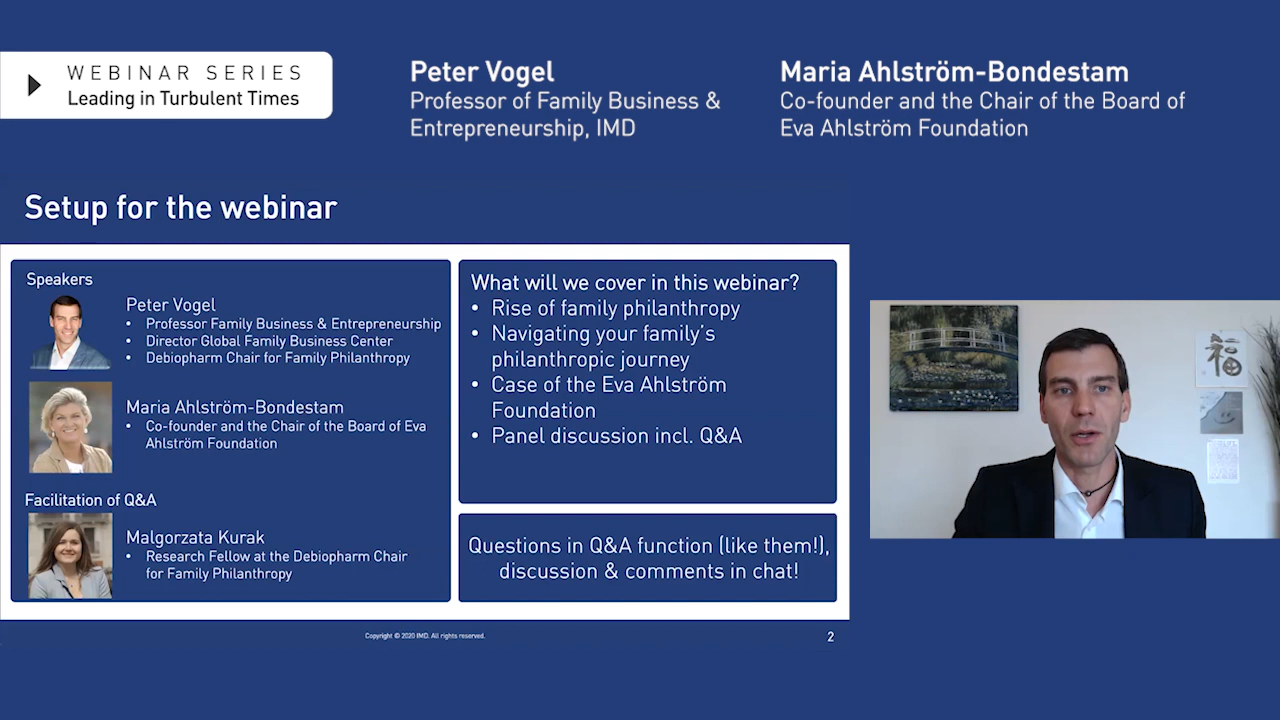 WEBINAR SERIES
Leading in Turbulent Times
Peter Vogel
Professor of Family Business &
Entrepreneurship, IMD
Maria Ahlström-Bondestam
Co-founder and the Chair of the Board of
Eva Ahlström Foundation
Setup for the webinar
Speakers
Peter Vogel
• Professor Family Business & Entrepreneurship
• Director Global Family Business Center
• Debiopharm Chair for Family Philanthropy
Maria Ahlström-Bondestam
• Co-founder and the Chair of the Board of Eva
Ahlström Foundation
Facilitation of Q&A
Malgorzata Kurak
• Research Fellow at the Debiopharm Chair
for Family Philanthropy
What will we cover in this webinar?
• Rise of family philanthropy
• Navigating your family's
philanthropic journey
• Case of the Eva Ahlström
Foundation
• Panel discussion incl. Q&A
Questions in Q&A function (like them!),
discussion & comments in chat!
Copyright © 2020 IMD. All rights reserved.
2
福